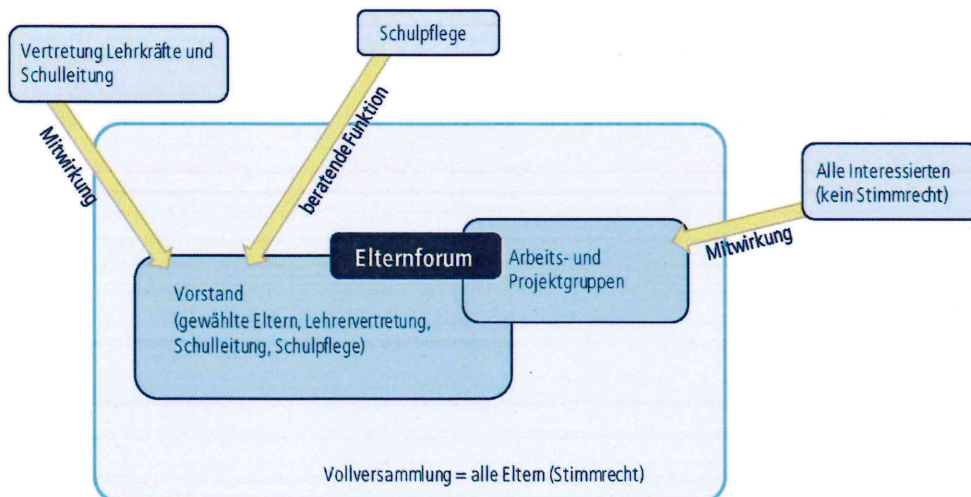 Schulpflege
Vertretung Lehrkräfte und
Schulleitung
Mitwirkung
beratende Funktion
Alle Interessierten
(kein Stimmrecht)
Mitwirkung
Elternforum
Arbeits- und
Projektgruppen
Vorstand
(gewählte Eltern, Lehrervertretung,
Schulleitung, Schulpflege)
Vollversammlung = alle Eltern (Stimmrecht)